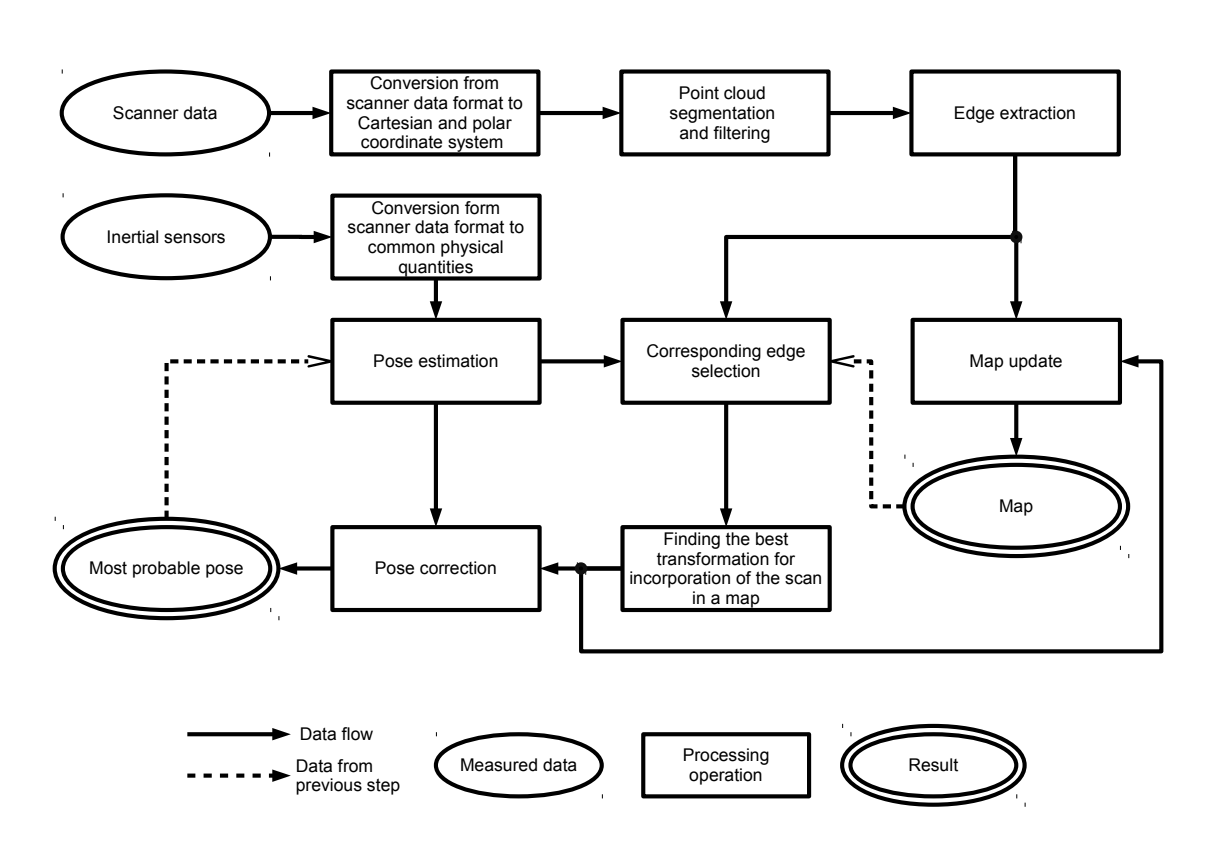 Scanner data
Conversion from
scanner data format to
Cartesian and polar
coordinate system
Point cloud
segmentation
and filtering
Edge extraction
Inertial sensors
Conversion form
scanner data format to
common physical
quantities
Pose estimation
Corresponding edge
selection
Map update
Map
Most probable pose
Pose correction
Finding the best
transformation for
incorporation of the scan
in a map
Data flow
Data from
previous step
Measured data
Processing
operation
Result